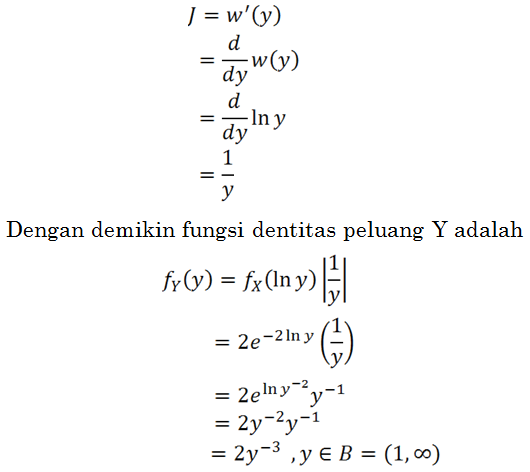 J = w′(y)
= d/dy w(y)
= d/dy ln y
= 1/y
Dengan demikin fungsi dentitas peluang Y adalah
f_Y(y) = f_X(ln y) |1/y|
= 2e^{−2 ln y} (1/y)
= 2e^{ln y^{−2}} y^{−1}
= 2y^{−2}y^{−1}
= 2y^{−3} , y ∈ B = (1, ∞)